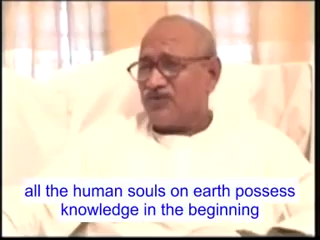 all the human souls on earth possess
knowledge in the beginning